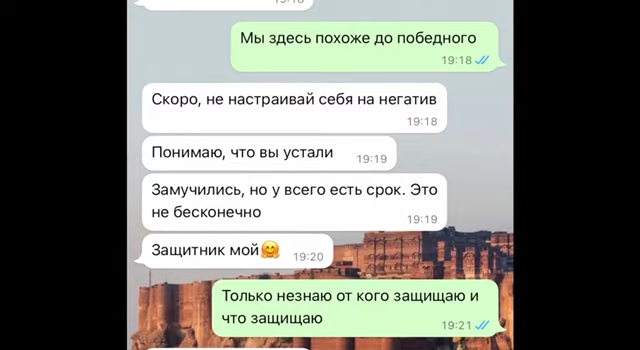 Мы здесь похоже до победного
19:18
Скоро, не настраивай себя на негатив
19:18
Понимаю, что вы устали
19:19
Замучились, но у всего есть срок. Это
не бесконечно
19:19
Защитник мой🤗
19:20
Только незнаю от кого защищаю и
что защищаю
19:21